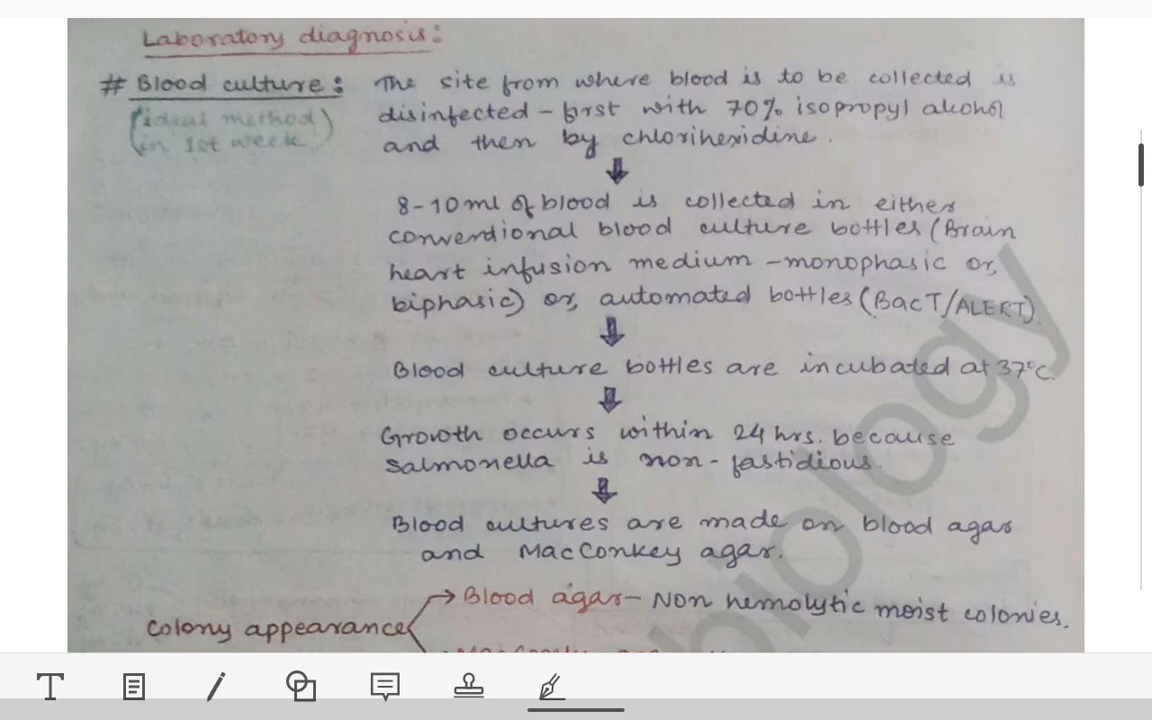 Laboratory diagnosis:
# Blood culture: The site from where blood is to be collected is
(ideal method disinfected - first with 70% isopropyl alcohol
in 1st week) and then by chlorihexidine.
8-10ml of blood is collected in either
conventional blood culture bottles (Brain
heart infusion medium - monophasic or,
biphasic) or, automated bottles (BacT/ALERT)
Blood culture bottles are incubated at 37°C.
Growth occurs within 24 hrs. because
Salmonella is non-fastidious.
Blood cultures are made on blood agar
and MacConkey agar.
Blood agar - Non hemolytic moist colonies.
Colony appearance
biology
T